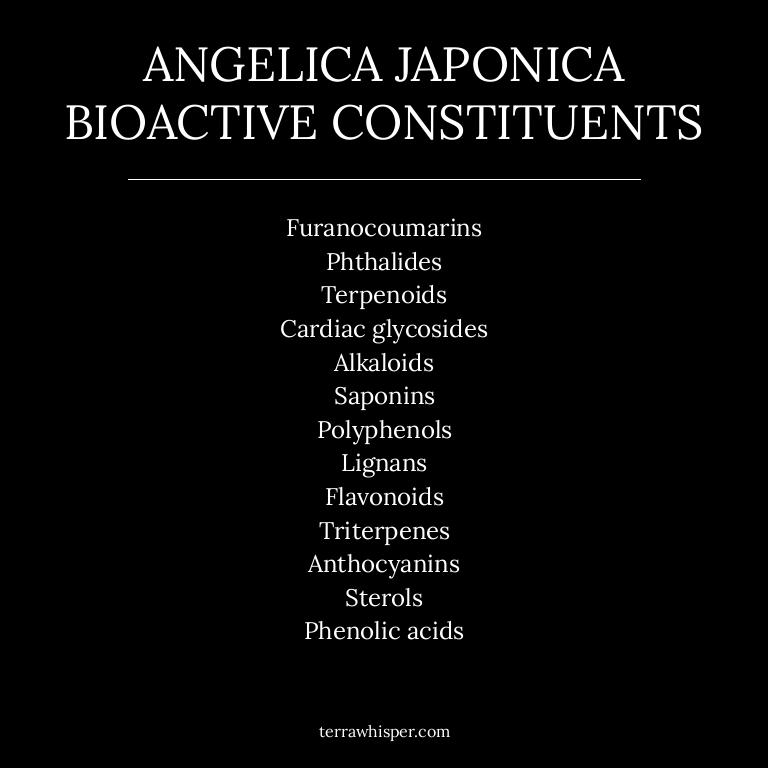 ANGELICA JAPONICA
BIOACTIVE CONSTITUENTS
Furanocoumarins
Phthalides
Terpenoids
Cardiac glycosides
Alkaloids
Saponins
Polyphenols
Lignans
Flavonoids
Triterpenes
Anthocyanins
Sterols
Phenolic acids
terrawhisper.com